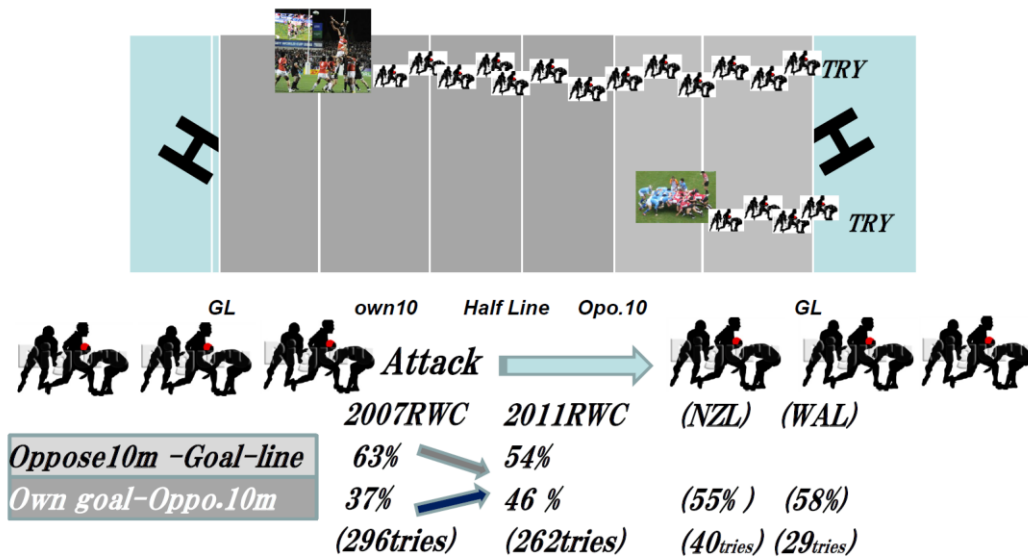 TRY
TRY
GL own10 Half Line Opo.10 GL
Attack
2007RWC 2011RWC (NZL) (WAL)
Oppose10m -Goal-line 63% 54%
Own goal-Oppo.10m 37% 46 % (55% ) (58%)
(296tries) (262tries) (40tries) (29tries)